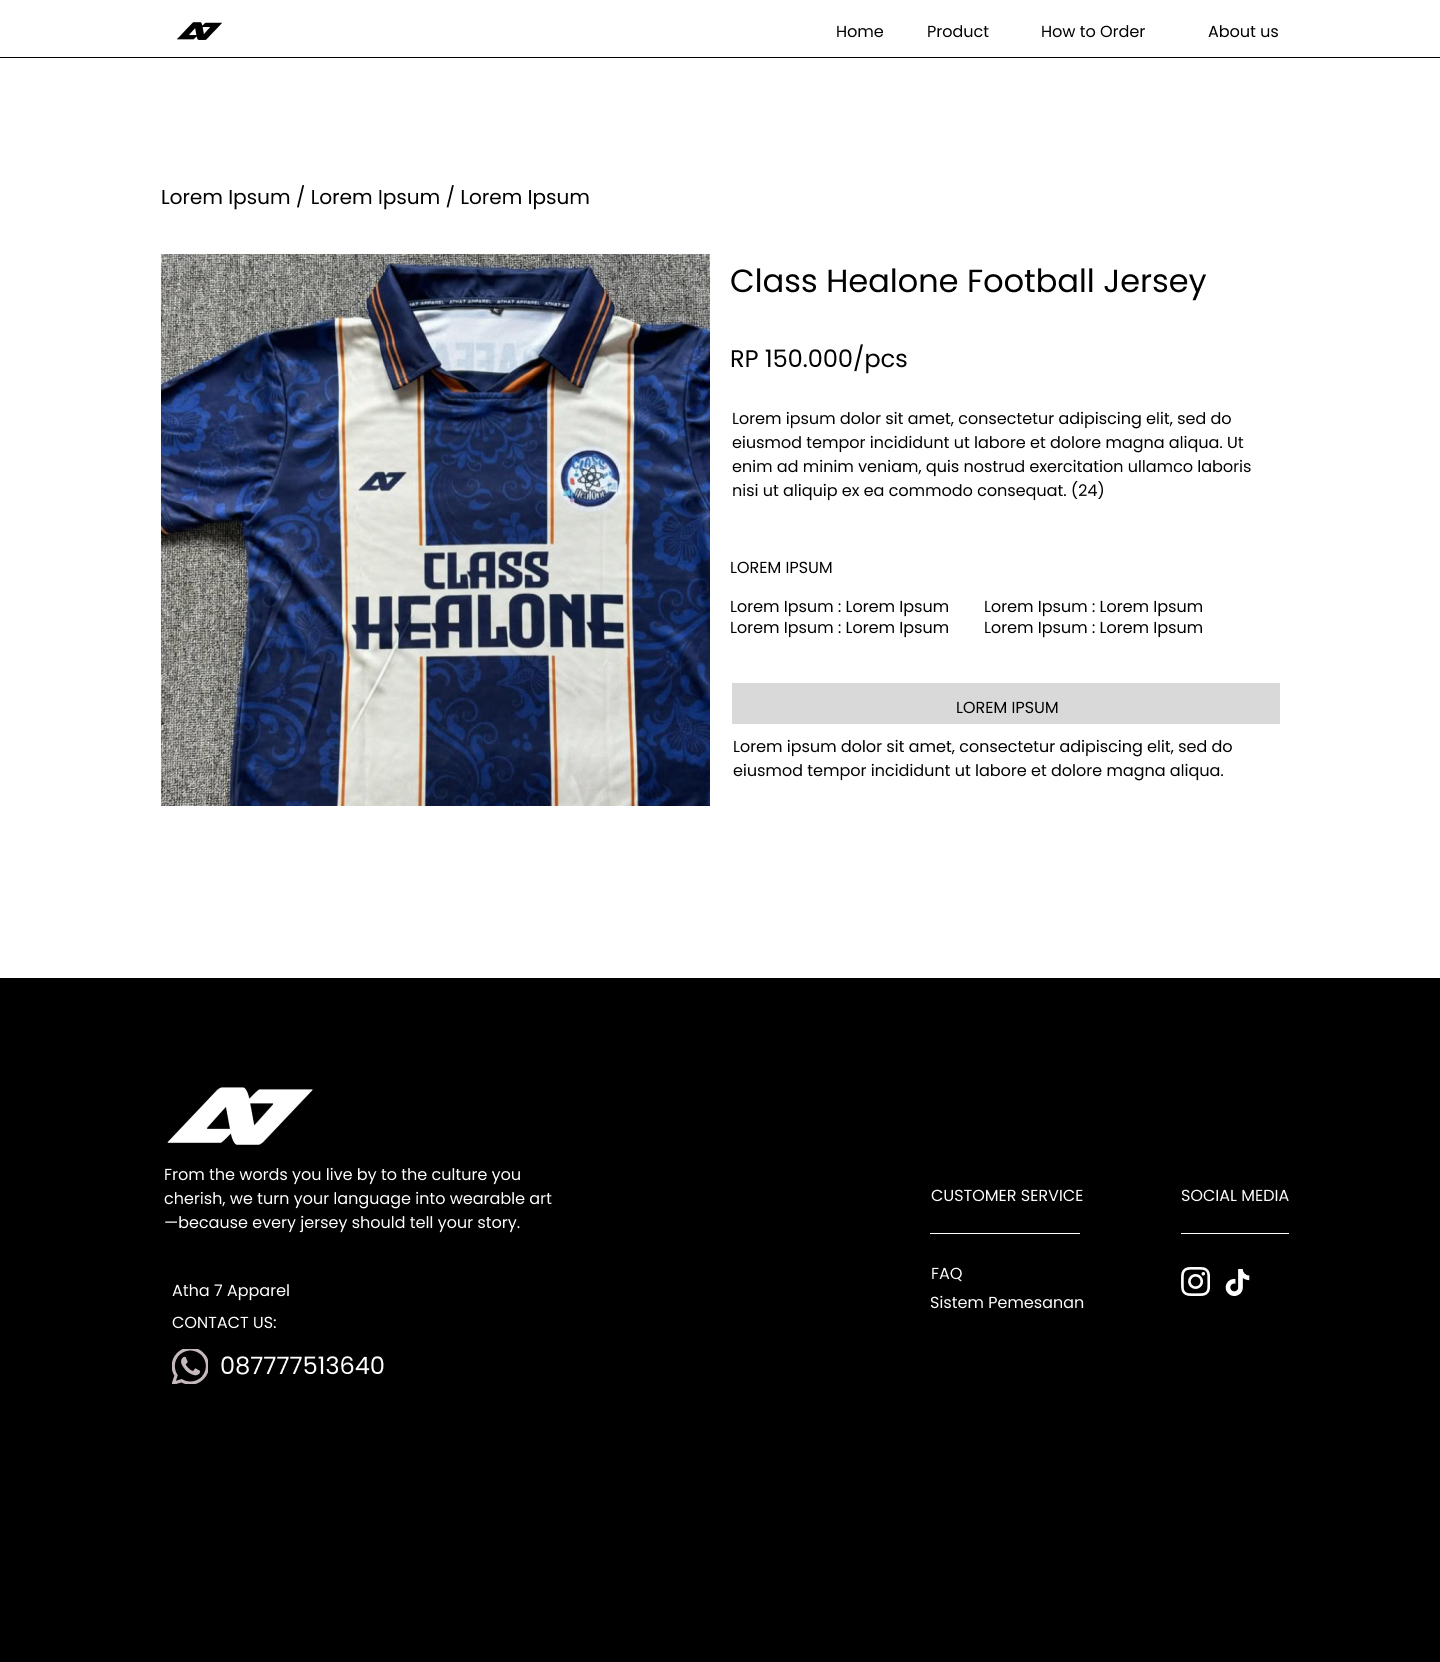 Home Product How to Order About us
Lorem Ipsum / Lorem Ipsum / Lorem Ipsum
ATHA7 APPAREL ATHA7 APPAREL
CLASS
HEALONE
Class
Healone
Class Healone Football Jersey
RP 150.000/pcs
Lorem ipsum dolor sit amet, consectetur adipiscing elit, sed do
eiusmod tempor incididunt ut labore et dolore magna aliqua. Ut
enim ad minim veniam, quis nostrud exercitation ullamco laboris
nisi ut aliquip ex ea commodo consequat. (24)
LOREM IPSUM
Lorem Ipsum : Lorem Ipsum Lorem Ipsum : Lorem Ipsum
Lorem Ipsum : Lorem Ipsum Lorem Ipsum : Lorem Ipsum
LOREM IPSUM
Lorem ipsum dolor sit amet, consectetur adipiscing elit, sed do
eiusmod tempor incididunt ut labore et dolore magna aliqua.
From the words you live by to the culture you
cherish, we turn your language into wearable art
—because every jersey should tell your story.
Atha 7 Apparel
CONTACT US:
087777513640
CUSTOMER SERVICE
FAQ
Sistem Pemesanan
SOCIAL MEDIA